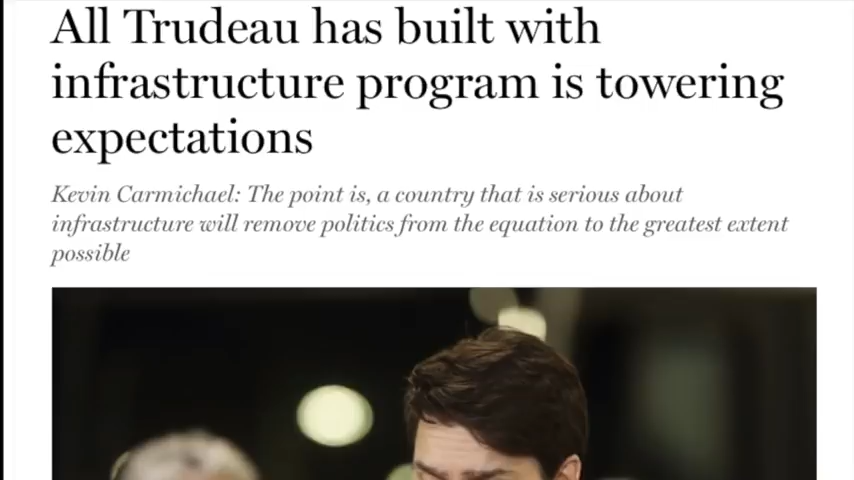 All Trudeau has built with
infrastructure program is towering
expectations
Kevin Carmichael: The point is, a country that is serious about
infrastructure will remove politics from the equation to the greatest extent
possible